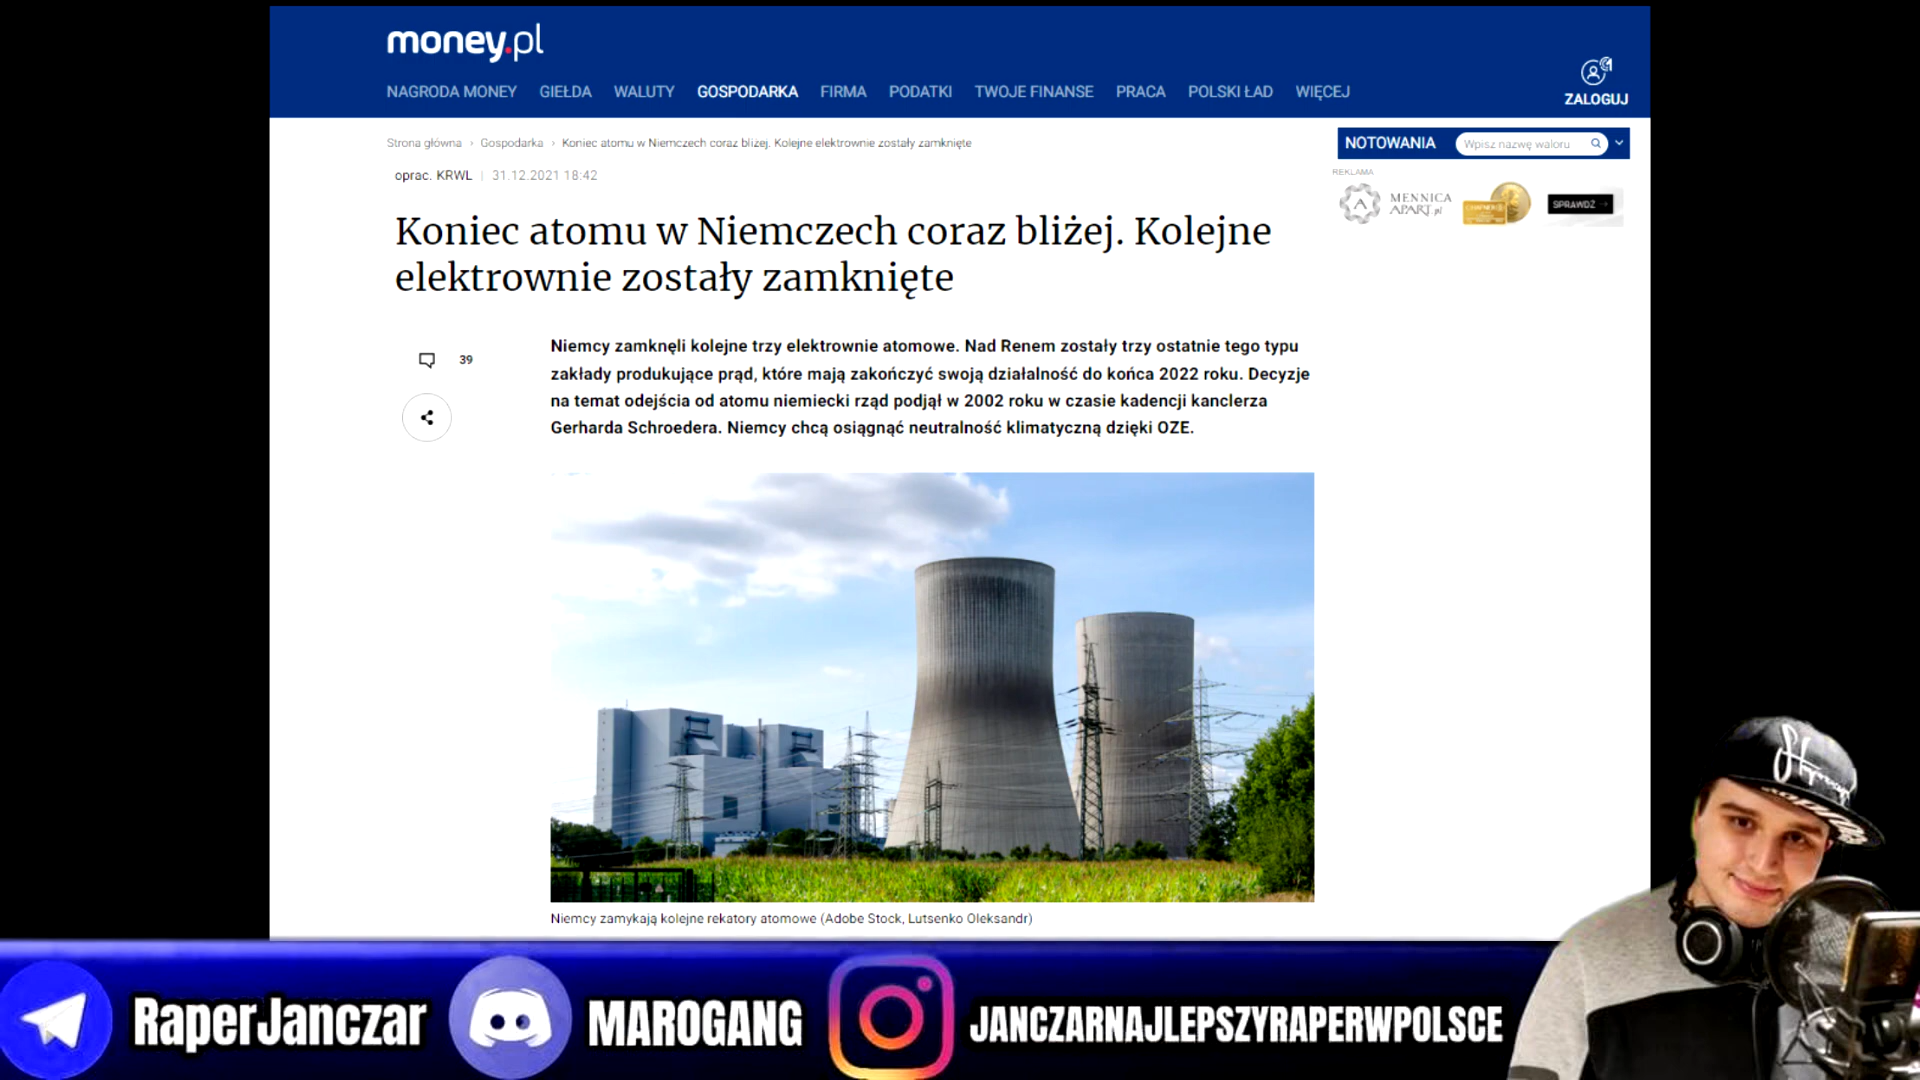 money.pl
NAGRODA MONEY GIEŁDA WALUTY GOSPODARKA FIRMA PODATKI TWOJE FINANSE PRACA POLSKI ŁAD WIĘCEJ
ZALOGUJ
Strona główna › Gospodarka › Koniec atomu w Niemczech coraz bliżej. Kolejne elektrownie zostały zamknięte
NOTOWANIA Wpisz nazwę waloru
oprac. KRWL | 31.12.2021 18:42
REKLAMA
MENNICA
APART.pl
SPRAWDŹ →
Koniec atomu w Niemczech coraz bliżej. Kolejne
elektrownie zostały zamknięte
39
Niemcy zamknęli kolejne trzy elektrownie atomowe. Nad Renem zostały trzy ostatnie tego typu
zakłady produkujące prąd, które mają zakończyć swoją działalność do końca 2022 roku. Decyzje
na temat odejścia od atomu niemiecki rząd podjął w 2002 roku w czasie kadencji kanclerza
Gerharda Schroedera. Niemcy chcą osiągnąć neutralność klimatyczną dzięki OZE.
Niemcy zamykają kolejne rekatory atomowe (Adobe Stock, Lutsenko Oleksandr)
RaperJanczar MAROGANG JANCZARNAJLEPSZYRAPERWPOLSCE